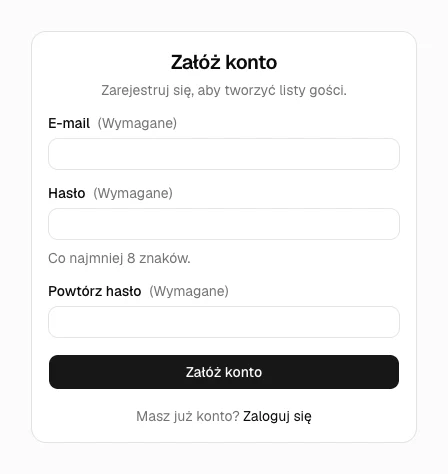 Załóż konto
Zarejestruj się, aby tworzyć listy gości.
E-mail (Wymagane)
Hasło (Wymagane)
Co najmniej 8 znaków.
Powtórz hasło (Wymagane)
Załóż konto
Masz już konto? Zaloguj się